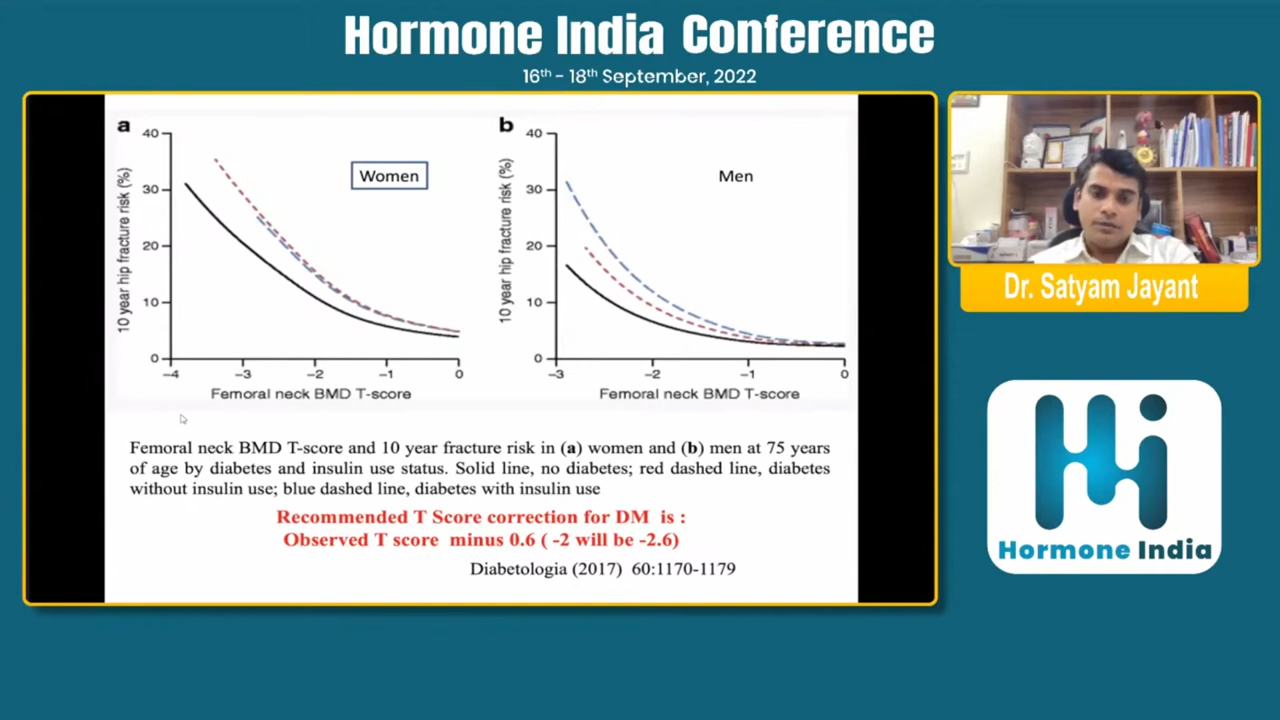 Hormone India Conference
16th - 18th September, 2022
a
40
30
20
10
0
10 year hip fracture risk (%)
Women
-4
-3
-2
-1
0
Femoral neck BMD T-score
b
40
30
20
10
0
10 year hip fracture risk (%)
Men
-3
-2
-1
0
Femoral neck BMD T-score
Femoral neck BMD T-score and 10 year fracture risk in (a) women and (b) men at 75 years
of age by diabetes and insulin use status. Solid line, no diabetes; red dashed line, diabetes
without insulin use; blue dashed line, diabetes with insulin use
Recommended T Score correction for DM is :
Observed T score minus 0.6 ( -2 will be -2.6)
Diabetologia (2017) 60:1170-1179
Dr. Satyam Jayant
Hormone India